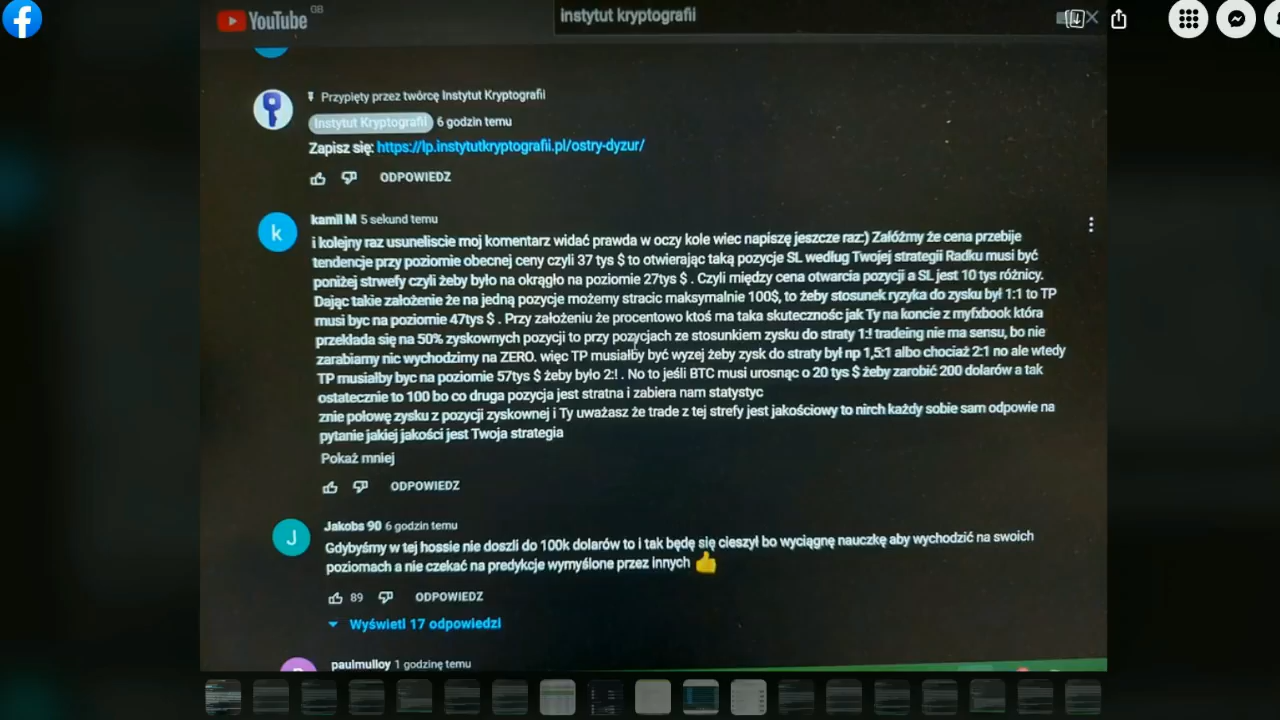 YouTube GB
instytut kryptografii
Przypięty przez twórcę Instytut Kryptografii
Instytut Kryptografii 6 godzin temu
Zapisz się: https://lp.instytutkryptografii.pl/ostry-dyzur/
ODPOWIEDZ
k
kamil M 5 sekund temu
i kolejny raz usuneliscie moj komentarz widać prawda w oczy kole wiec napiszę jeszcze raz:) Załóżmy że cena przebije
tendencje przy poziomie obecnej ceny czyli 37 tys $ to otwierając taką pozycje SL według Twojej strategii Radku musi być
poniżej strwefy czyli żeby było na okrągło na poziomie 27tys $ . Czyli między cena otwarcia pozycji a SL jest 10 tys różnicy.
Dając takie założenie że na jedną pozycje możemy stracic maksymalnie 100$, to żeby stosunek ryzyka do zysku był 1:1 to TP
musi byc na poziomie 47tys $ . Przy założeniu że procentowo ktoś ma taka skutecznośc jak Ty na koncie z myfxbook która
przekłada się na 50% zyskownych pozycji to przy pozycjach ze stosunkiem zysku do straty 1:! tradeing nie ma sensu, bo nie
zarabiamy nic wychodzimy na ZERO. więc TP musiałby być wyzej żeby zysk do straty był np 1,5:1 albo chociaż 2:1 no ale wtedy
TP musiałby byc na poziomie 57tys $ żeby było 2:! . No to jeśli BTC musi urosnąc o 20 tys $ żeby zarobić 200 dolarów a tak
ostatecznie to 100 bo co druga pozycja jest stratna i zabiera nam statystyc
znie połowę zysku z pozycji zyskownej i Ty uważasz że trade z tej strefy jest jakościowy to nirch każdy sobie sam odpowie na
pytanie jakiej jakości jest Twoja strategia
Pokaż mniej
ODPOWIEDZ
J
Jakobs 90 6 godzin temu
Gdybyśmy w tej hossie nie doszli do 100k dolarów to i tak będę się cieszył bo wyciągnę nauczkę aby wychodzić na swoich
poziomach a nie czekać na predykcje wymyślone przez innych
89 ODPOWIEDZ
Wyświetl 17 odpowiedzi
paulmulloy 1 godzinę temu